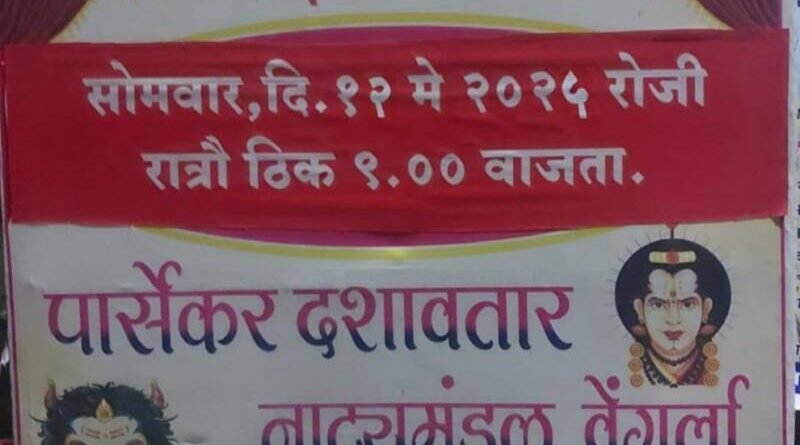 सोमवार,दि.१२ मे २०२५ रोजी
रात्रौ ठिक ९.०० वाजता.
पार्सेकर दशावतार
नाट्यमंडळ, वेंगुर्ला